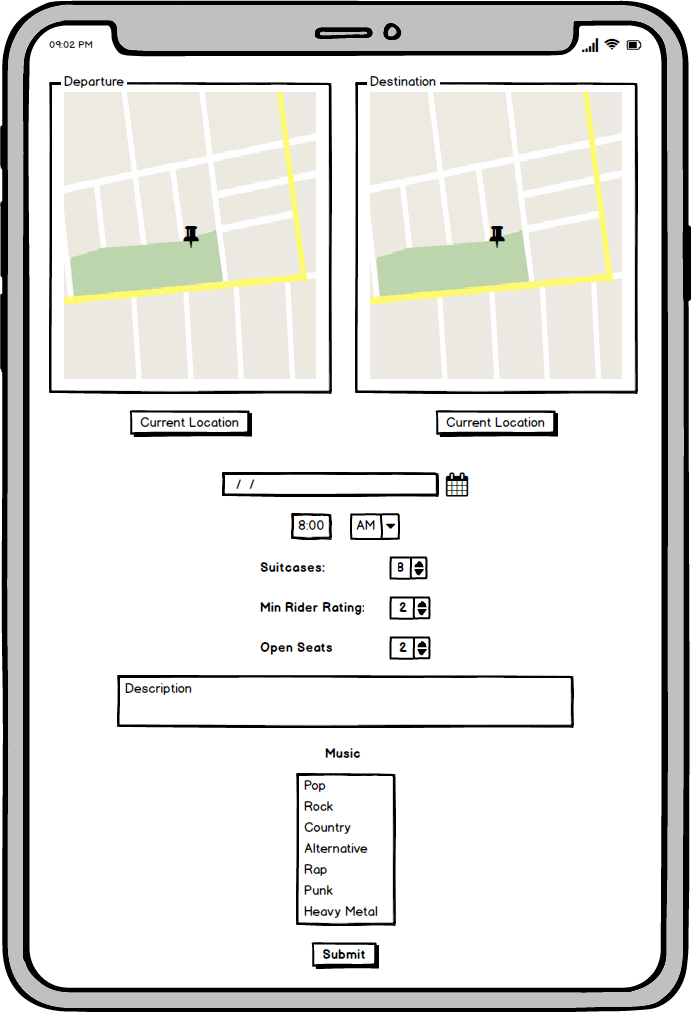 09:02 PM
Departure
Destination
Current Location
Current Location
/ /
8:00 AM
Suitcases: 8
Min Rider Rating: 2
Open Seats 2
Description
Music
Pop
Rock
Country
Alternative
Rap
Punk
Heavy Metal
Submit